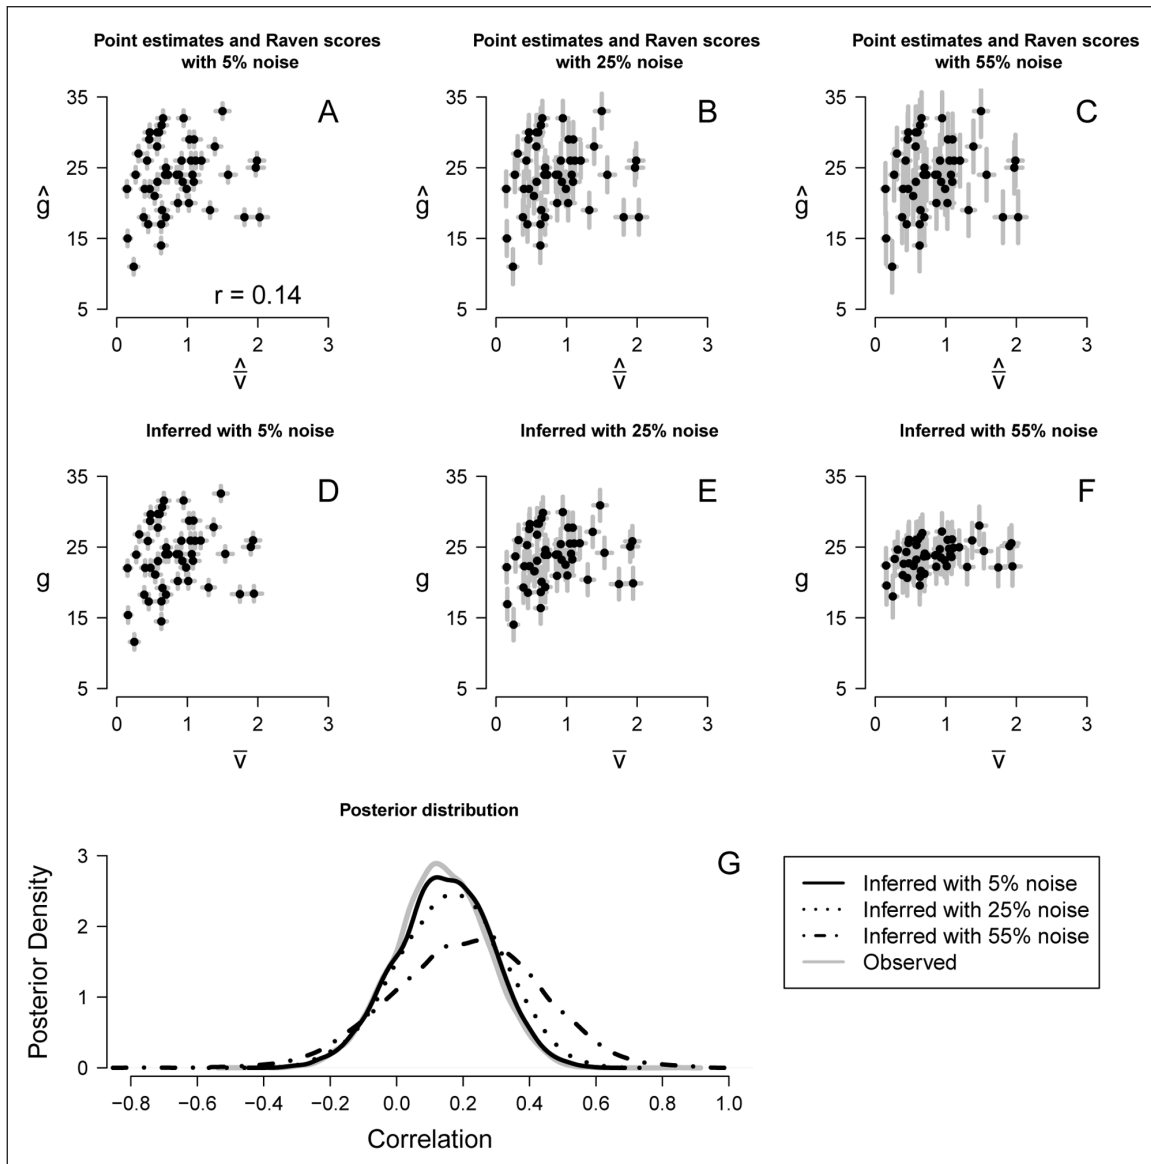 Point estimates and Raven scores
with 5% noise
Point estimates and Raven scores
with 25% noise
Point estimates and Raven scores
with 55% noise
A
B
C
35
25
15
5
ĝ
r = 0.14
0 1 2 3
v̅̂
35
25
15
5
ĝ
0 1 2 3
v̅̂
35
25
15
5
ĝ
0 1 2 3
v̅̂
Inferred with 5% noise
Inferred with 25% noise
Inferred with 55% noise
D
E
F
35
25
15
5
g
0 1 2 3
v̅
35
25
15
5
g
0 1 2 3
v̅
35
25
15
5
g
0 1 2 3
v̅
Posterior distribution
G
Posterior Density
3
2
1
0
−0.8 −0.6 −0.4 −0.2 0.0 0.2 0.4 0.6 0.8 1.0
Correlation
Inferred with 5% noise
Inferred with 25% noise
Inferred with 55% noise
Observed